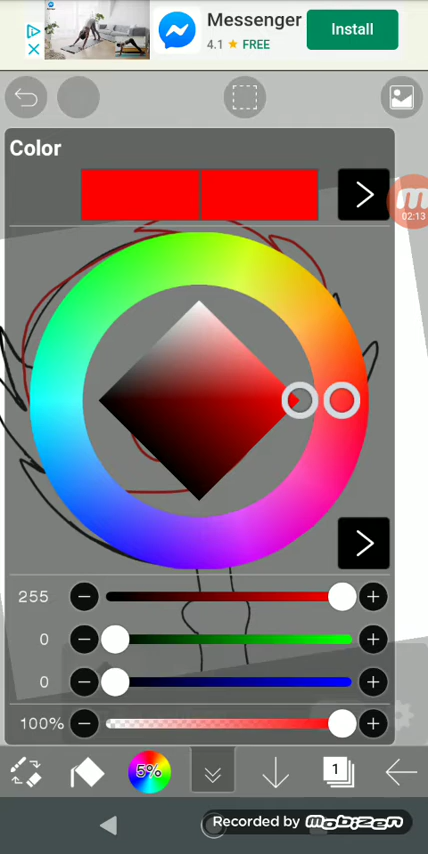 Messenger
4.1 ★ FREE
Install
Color
02:13
255
0
0
100%
5%
1
Recorded by mobizen